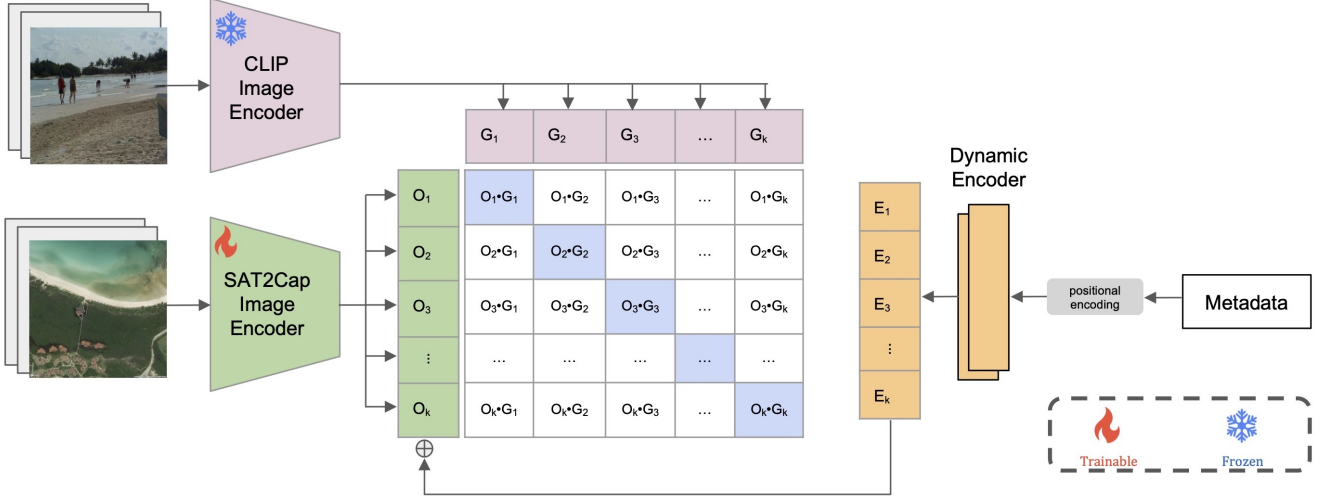 CLIP
Image
Encoder
G₁ G₂ G₃ ... Gₖ
Dynamic
Encoder
SAT2Cap
Image
Encoder
O₁ O₁•G₁ O₁•G₂ O₁•G₃ ... O₁•Gₖ E₁
O₂ O₂•G₁ O₂•G₂ O₂•G₃ ... O₂•Gₖ E₂
O₃ O₃•G₁ O₃•G₂ O₃•G₃ ... O₃•Gₖ E₃
⋮ ... ... ... ... ... ⋮
Oₖ Oₖ•G₁ Oₖ•G₂ Oₖ•G₃ ... Oₖ•Gₖ Eₖ
positional
encoding
Metadata
Trainable Frozen